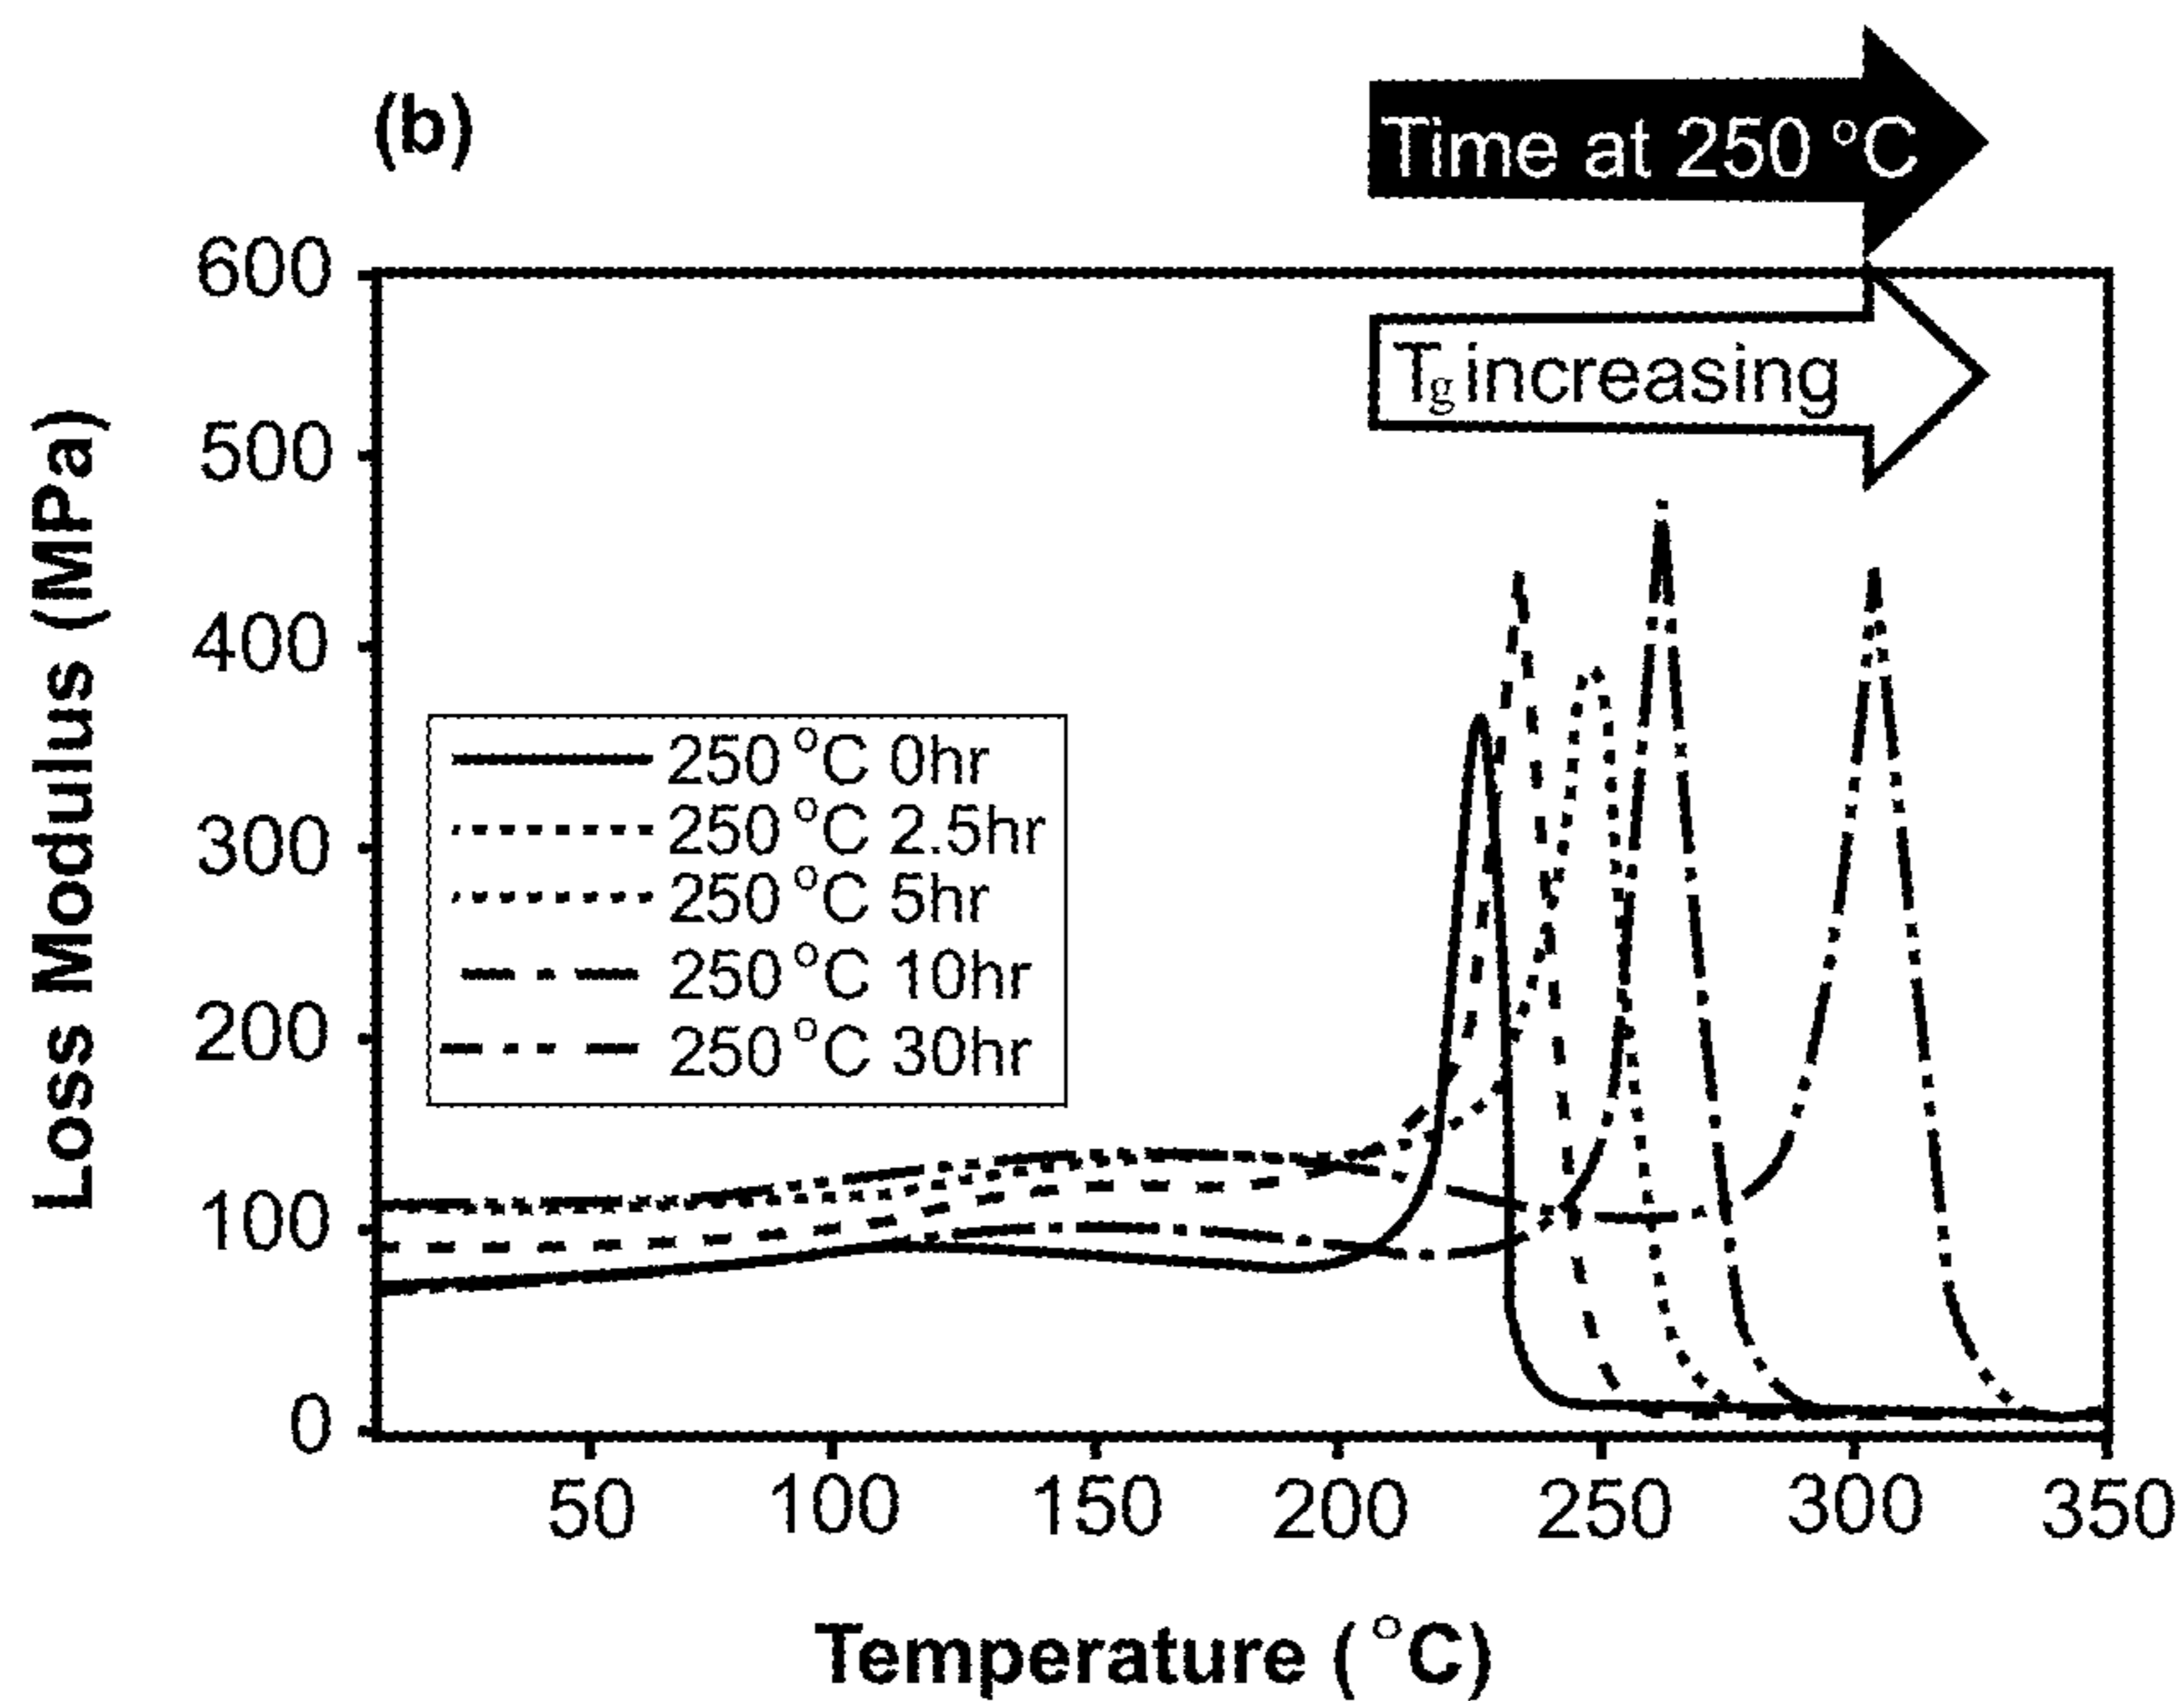 (b)
Time at 250 °C
Tg increasing
Loss Modulus (MPa)
600
500
400
300
200
100
0
250 °C 0hr
250 °C 2.5hr
250 °C 5hr
250 °C 10hr
250 °C 30hr
50 100 150 200 250 300 350
Temperature (°C)